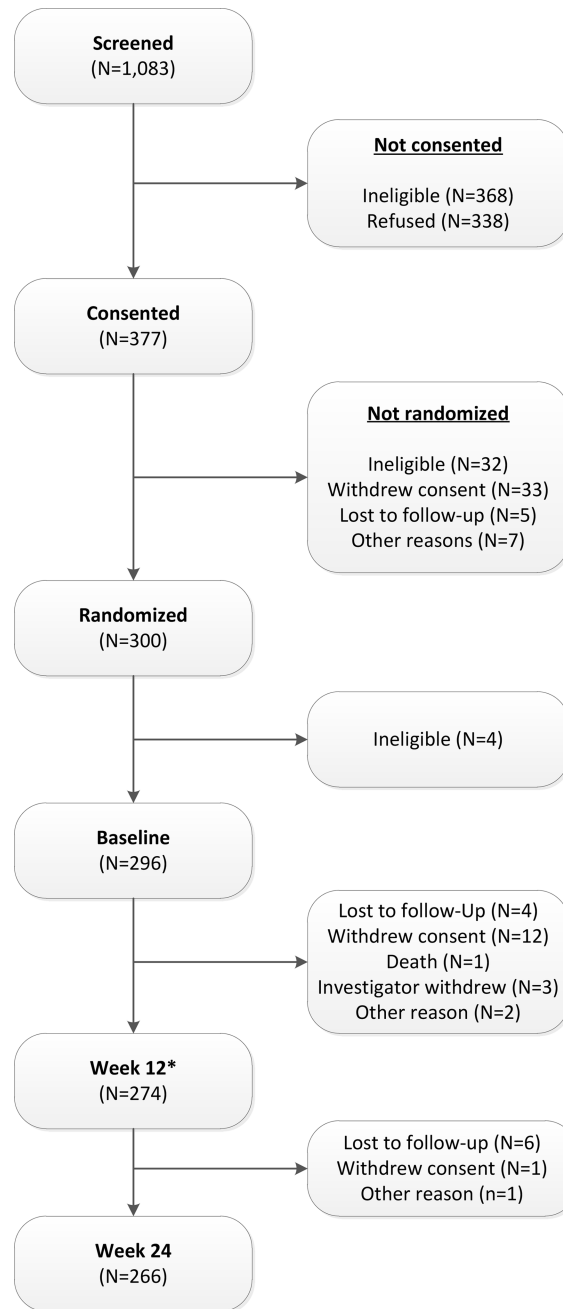 Screened
(N=1,083)
Not consented
Ineligible (N=368)
Refused (N=338)
Consented
(N=377)
Not randomized
Ineligible (N=32)
Withdrew consent (N=33)
Lost to follow-up (N=5)
Other reasons (N=7)
Randomized
(N=300)
Ineligible (N=4)
Baseline
(N=296)
Lost to follow-Up (N=4)
Withdrew consent (N=12)
Death (N=1)
Investigator withdrew (N=3)
Other reason (N=2)
Week 12*
(N=274)
Lost to follow-up (N=6)
Withdrew consent (N=1)
Other reason (n=1)
Week 24
(N=266)